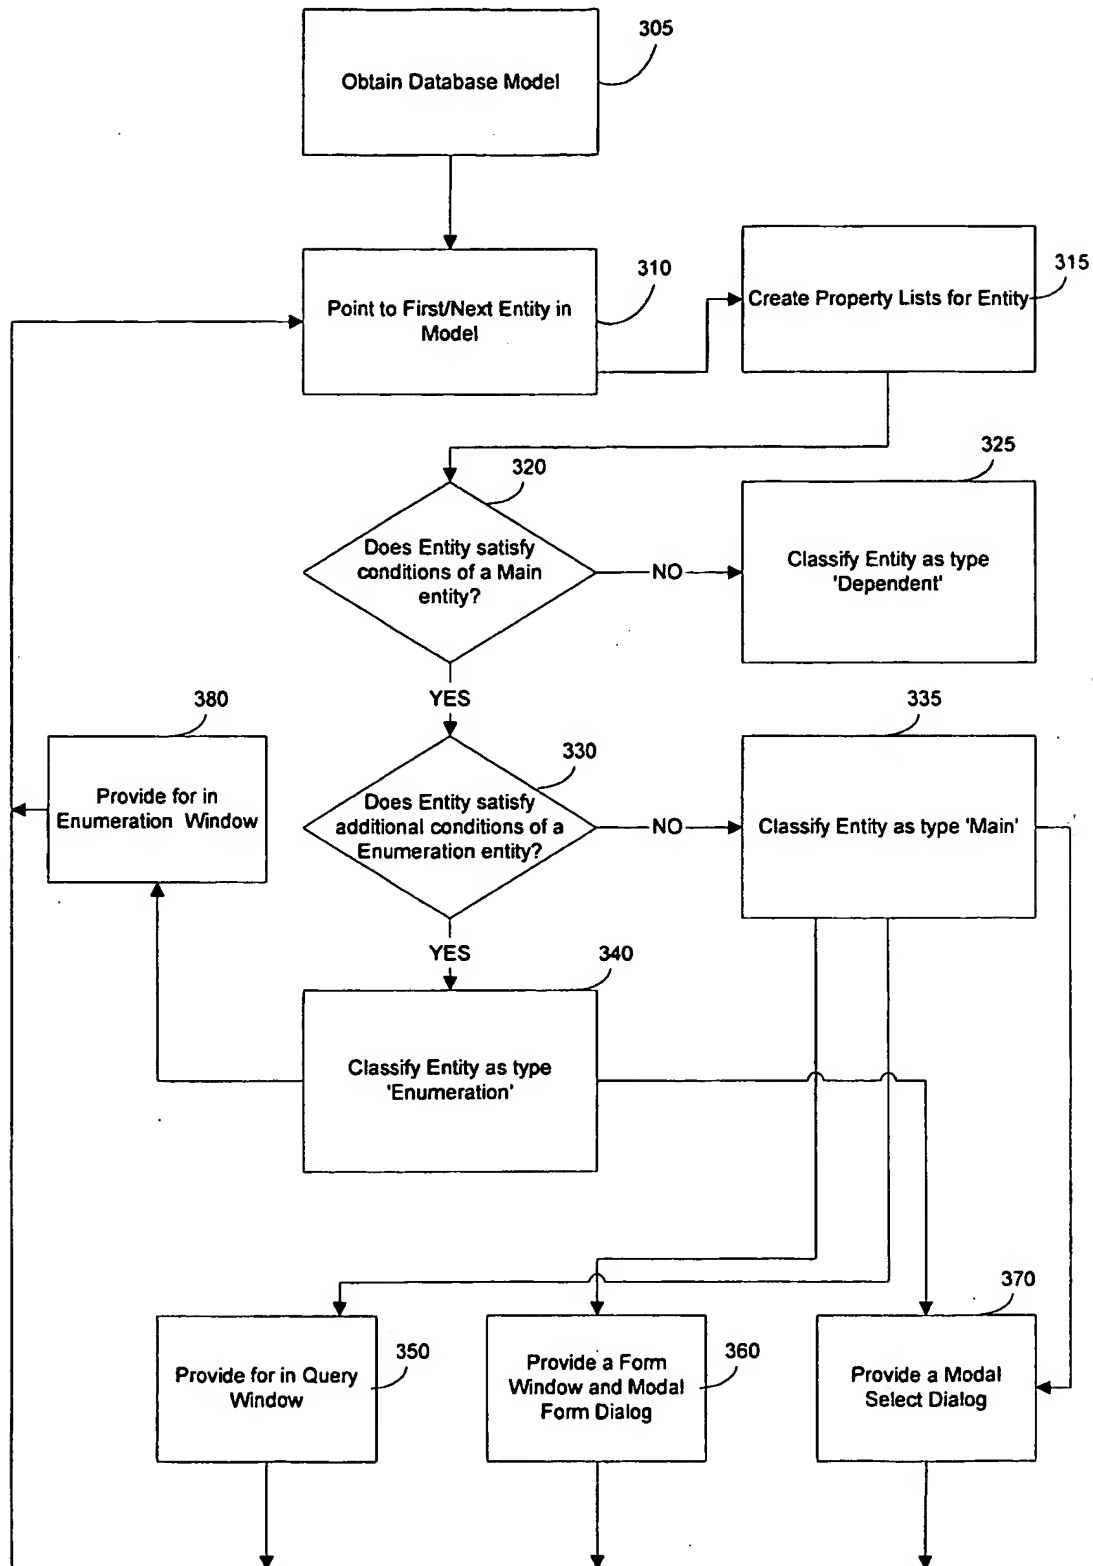 305
Obtain Database Model
310
Point to First/Next Entity in
Model
315
Create Property Lists for Entity
320
Does Entity satisfy
conditions of a Main
entity?
NO
325
Classify Entity as type
'Dependent'
YES
380
Provide for in
Enumeration Window
330
Does Entity satisfy
additional conditions of a
Enumeration entity?
NO
335
Classify Entity as type 'Main'
YES
340
Classify Entity as type
'Enumeration'
350
Provide for in Query
Window
360
Provide a Form
Window and Modal
Form Dialog
370
Provide a Modal
Select Dialog